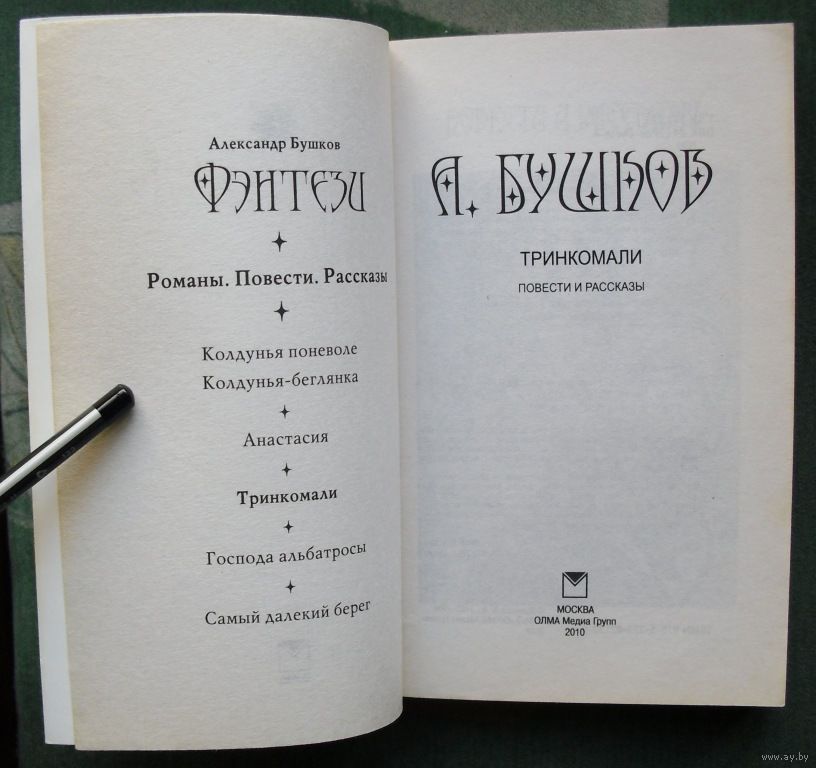 Александр Бушков
Фэнтези
Романы. Повести. Рассказы
Колдунья поневоле
Колдунья-беглянка
Анастасия
Тринкомали
Господа альбатросы
Самый далекий берег
А. БУШКОВ
ТРИНКОМАЛИ
ПОВЕСТИ И РАССКАЗЫ
МОСКВА
ОЛМА Медиа Групп
2010
www.ay.by